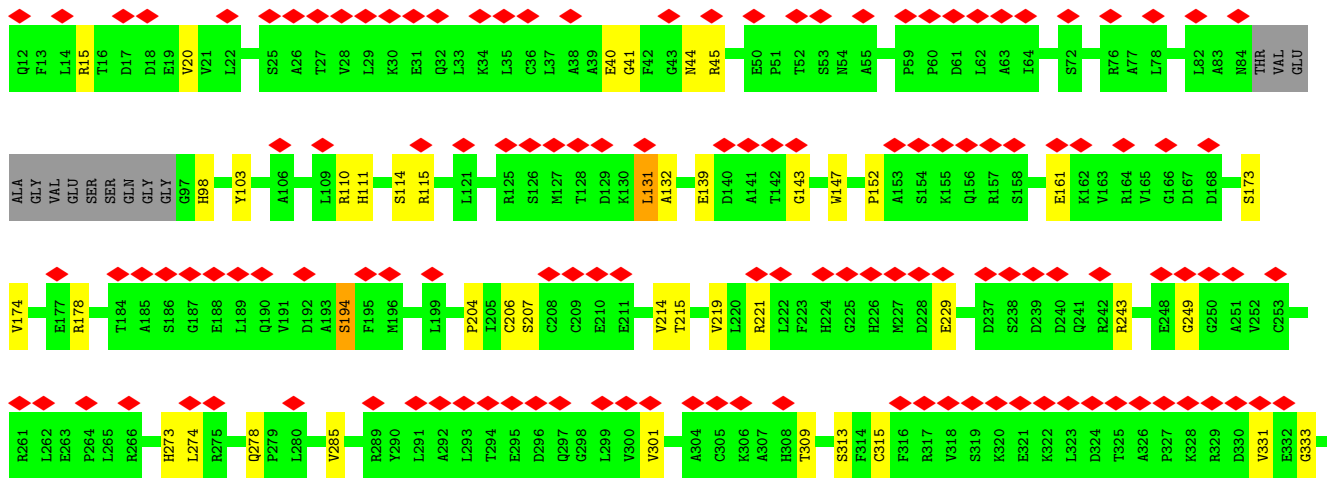 Q12 F13 L14 R15 T16 D17 D18 E19 V20 V21 L22 S25 A26 T27 V28 L29 K30 E31 Q32 L33 K34 L35 C36 L37 A38 A39 E40 G41 F42 G43 N44 R45 E50 P51 T52 S53 N54 A55 P59 P60 D61 L62 A63 I64 S72 R76 A77 L78 L82 A83 N84 THR VAL GLU
ALA GLY VAL GLU SER SER GLN GLY GLY G97 H98 Y103 A106 L109 R110 H111 S114 R115 L121 R125 S126 M127 T128 D129 K130 L131 A132 E139 D140 A141 T142 G143 W147 P152 A153 S154 K155 Q156 R157 S158 E161 K162 V163 R164 V165 G166 D167 D168 S173
V174 E177 R178 T184 A185 S186 G187 E188 L189 Q190 V191 D192 A193 S194 F195 M196 L199 P204 I205 C206 S207 C208 C209 E210 E211 V214 T215 V219 L220 R221 L222 F223 H224 G225 H226 M227 D228 E229 D237 S238 D239 D240 Q241 R242 R243 E248 G249 G250 A251 V252 C253
R261 L262 E263 P264 L265 R266 H273 L274 R275 Q278 P279 L280 V285 R289 Y290 L291 A292 L293 T294 E295 D296 Q297 G298 L299 V300 V301 A304 C305 K306 A307 H308 T309 S313 F314 C315 F316 R317 V318 S319 K320 E321 K322 L323 D324 T325 A326 P327 K328 R329 D330 V331 E332 G333